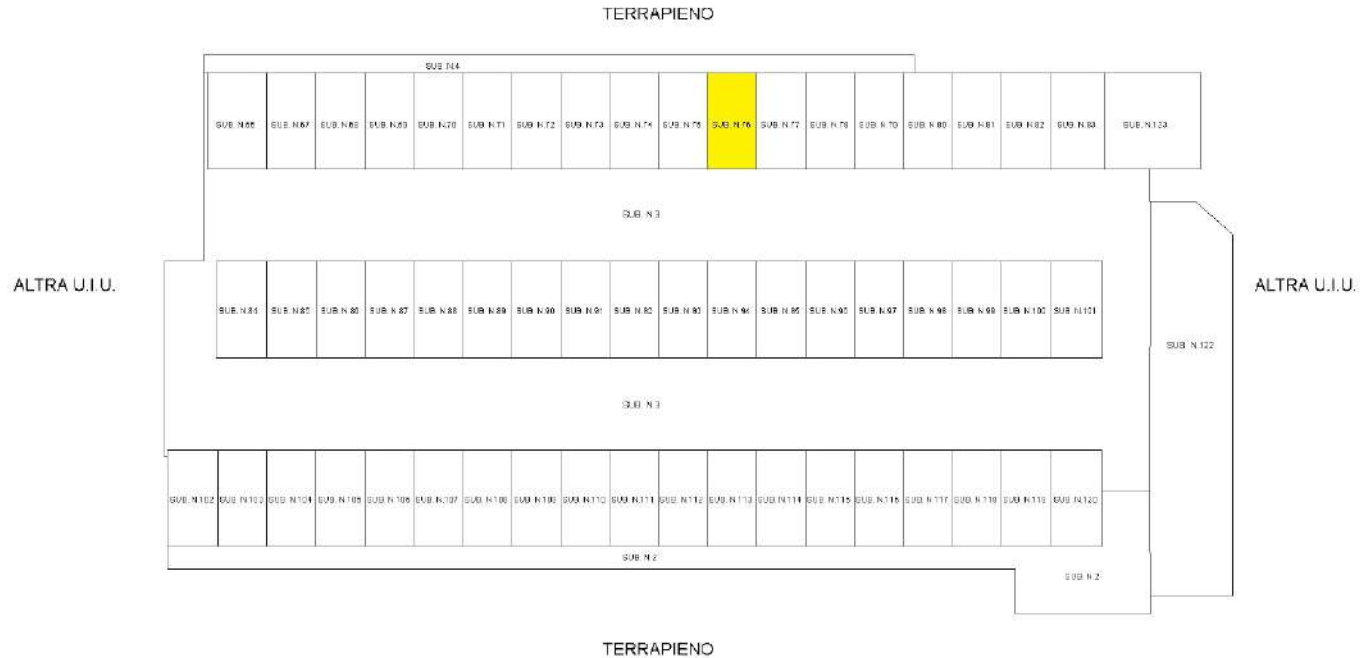 TERRAPIENO
SUB. N.4
SUB. N.66 SUB. N.67 SUB. N.68 SUB. N.69 SUB. N.70 SUB. N.71 SUB. N.72 SUB. N.73 SUB. N.74 SUB. N.75 SUB. N.76 SUB. N.77 SUB. N.78 SUB. N.79 SUB. N.80 SUB. N.81 SUB. N.82 SUB. N.83 SUB. N.123
SUB. N.3
ALTRA U.I.U.
ALTRA U.I.U.
SUB. N.84 SUB. N.85 SUB. N.86 SUB. N.87 SUB. N.88 SUB. N.89 SUB. N.90 SUB. N.91 SUB. N.92 SUB. N.93 SUB. N.94 SUB. N.95 SUB. N.96 SUB. N.97 SUB. N.98 SUB. N.99 SUB. N.100 SUB. N.101
SUB. N.122
SUB. N.3
SUB. N.102 SUB. N.103 SUB. N.104 SUB. N.105 SUB. N.106 SUB. N.107 SUB. N.108 SUB. N.109 SUB. N.110 SUB. N.111 SUB. N.112 SUB. N.113 SUB. N.114 SUB. N.115 SUB. N.116 SUB. N.117 SUB. N.118 SUB. N.119 SUB. N.120
SUB. N.2
SUB. N.2
TERRAPIENO